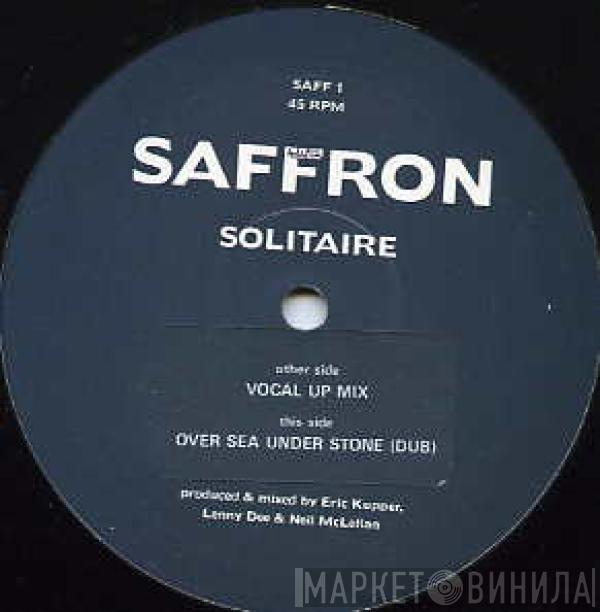 SAFF 1
45 RPM
SAFFRON
SOLITAIRE
other side
VOCAL UP MIX
this side
OVER SEA UNDER STONE (DUB)
produced & mixed by Eric Kupper,
Lenny Dee & Neil McLellan
МАРКЕТ ВИНИЛА